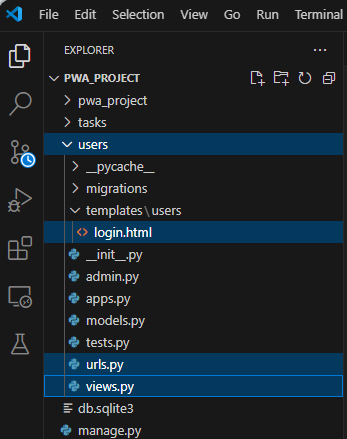 File Edit Selection View Go Run Terminal
EXPLORER ...
PWA_PROJECT
pwa_project
tasks
users
__pycache__
migrations
templates\users
login.html
__init__.py
admin.py
apps.py
models.py
tests.py
urls.py
views.py
db.sqlite3
manage.py